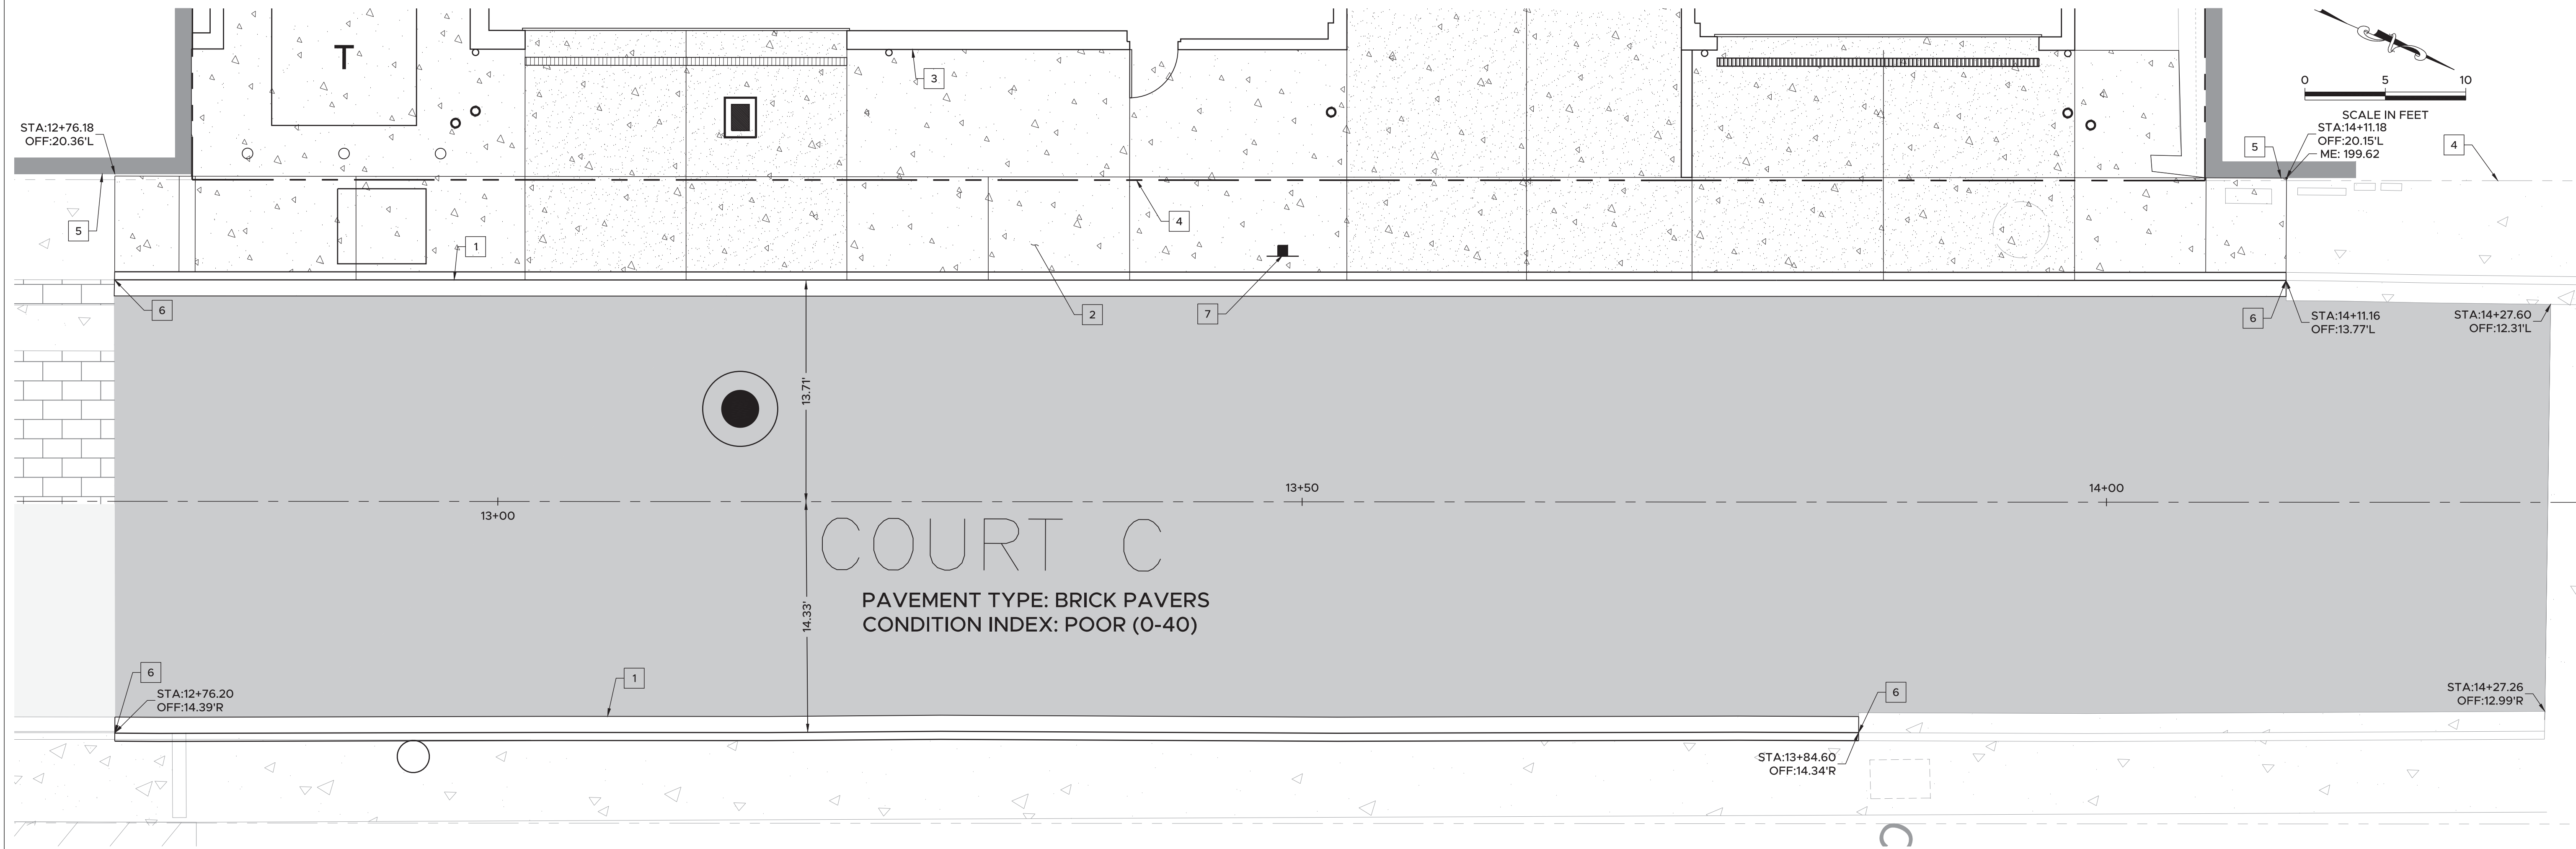 T
3
0 5 10
SCALE IN FEET
STA:12+76.18
OFF:20.36'L
STA:14+11.18
OFF:20.15'L
ME: 199.62
5
4
5
1
4
6
2
7
6
STA:14+11.16
OFF:13.77'L
STA:14+27.60
OFF:12.31'L
13.71'
13+00
13+50
14+00
COURT C
PAVEMENT TYPE: BRICK PAVERS
CONDITION INDEX: POOR (0-40)
14.33'
6
STA:12+76.20
OFF:14.39'R
1
6
STA:14+27.26
OFF:12.99'R
STA:13+84.60
OFF:14.34'R
C